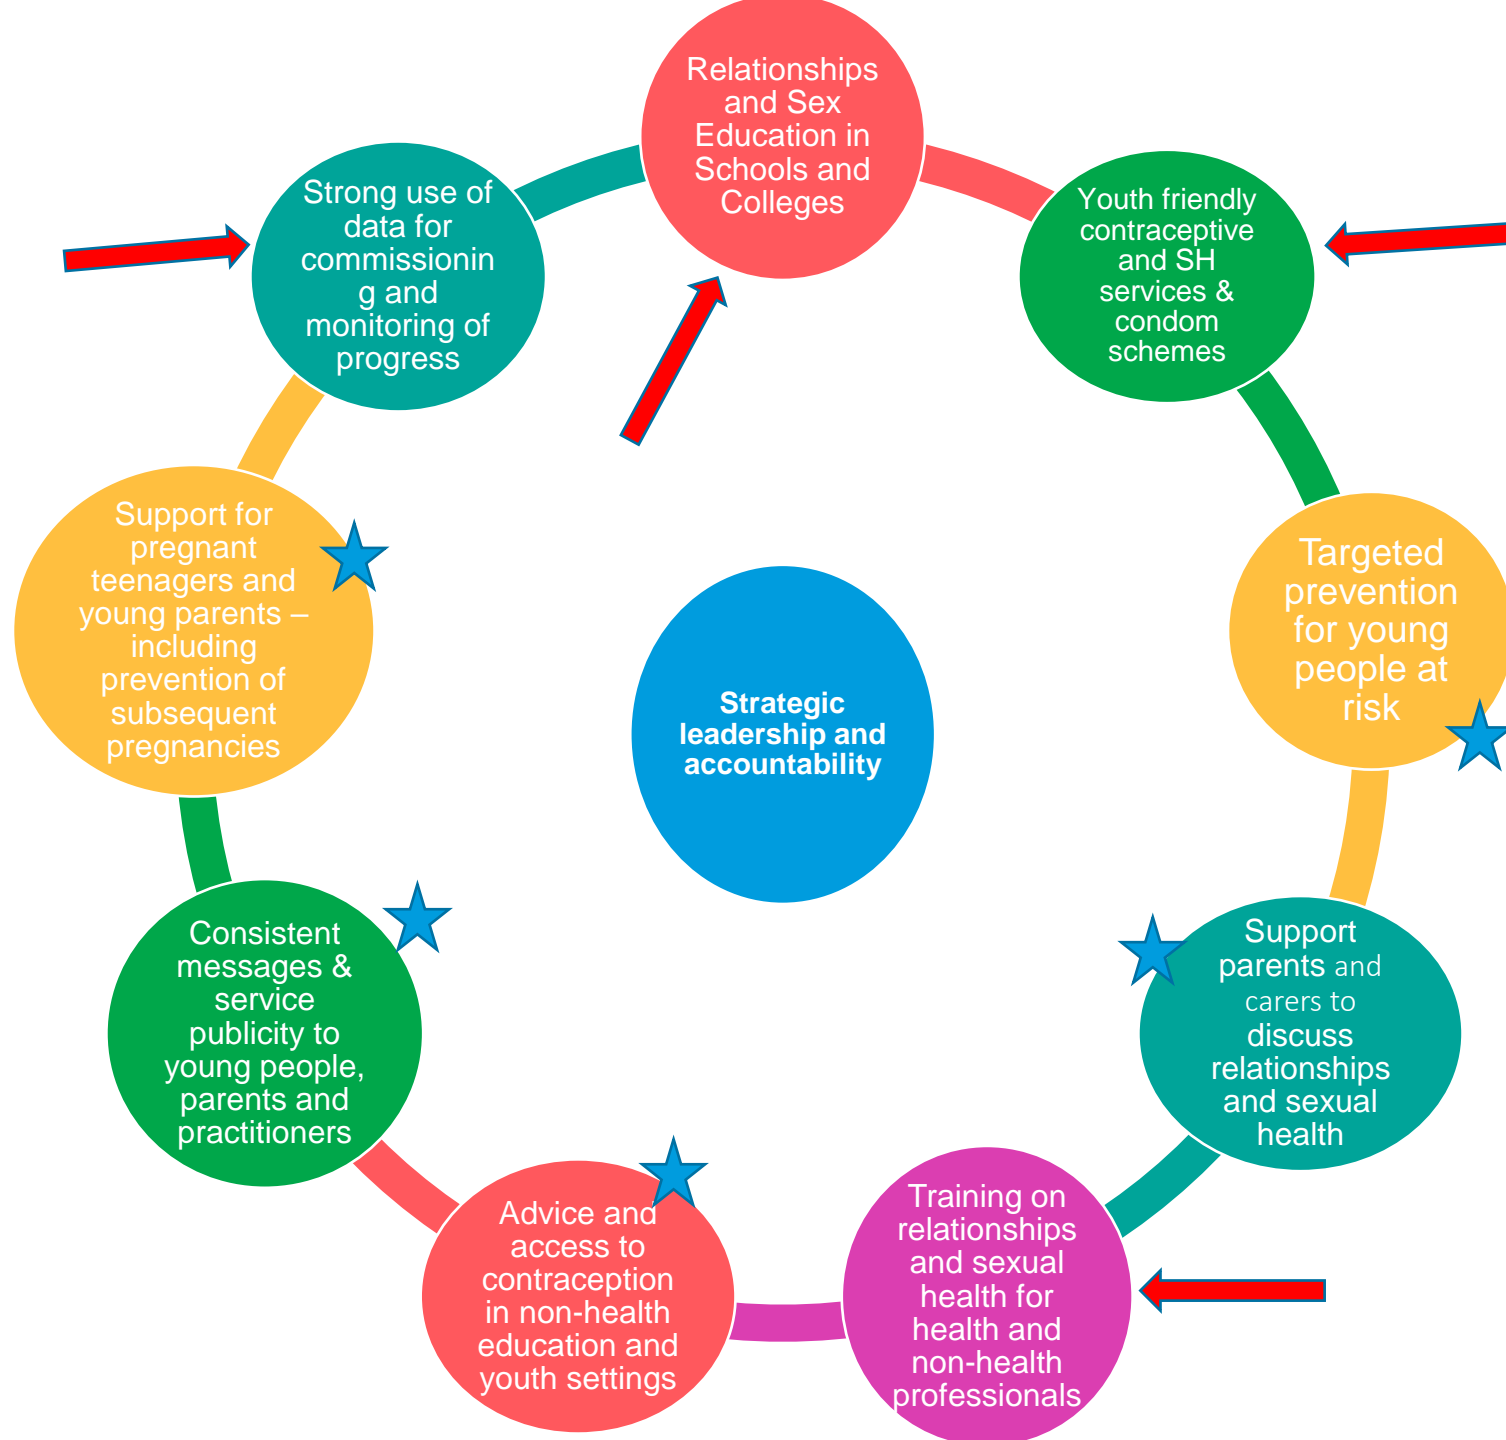 Relationships
and Sex
Education in
Schools and
Colleges
Youth friendly
contraceptive
and SH
services &
condom
schemes
Targeted
prevention
for young
people at
risk
Support
parents and
carers to
discuss
relationships
and sexual
health
Training on
relationships
and sexual
health for
health and
non-health
professionals
Advice and
access to
contraception
in non-health
education and
youth settings
Consistent
messages &
service
publicity to
young people,
parents and
practitioners
Support for
pregnant
teenagers and
young parents –
including
prevention of
subsequent
pregnancies
Strong use of
data for
commissionin
g and
monitoring of
progress
Strategic
leadership and
accountability